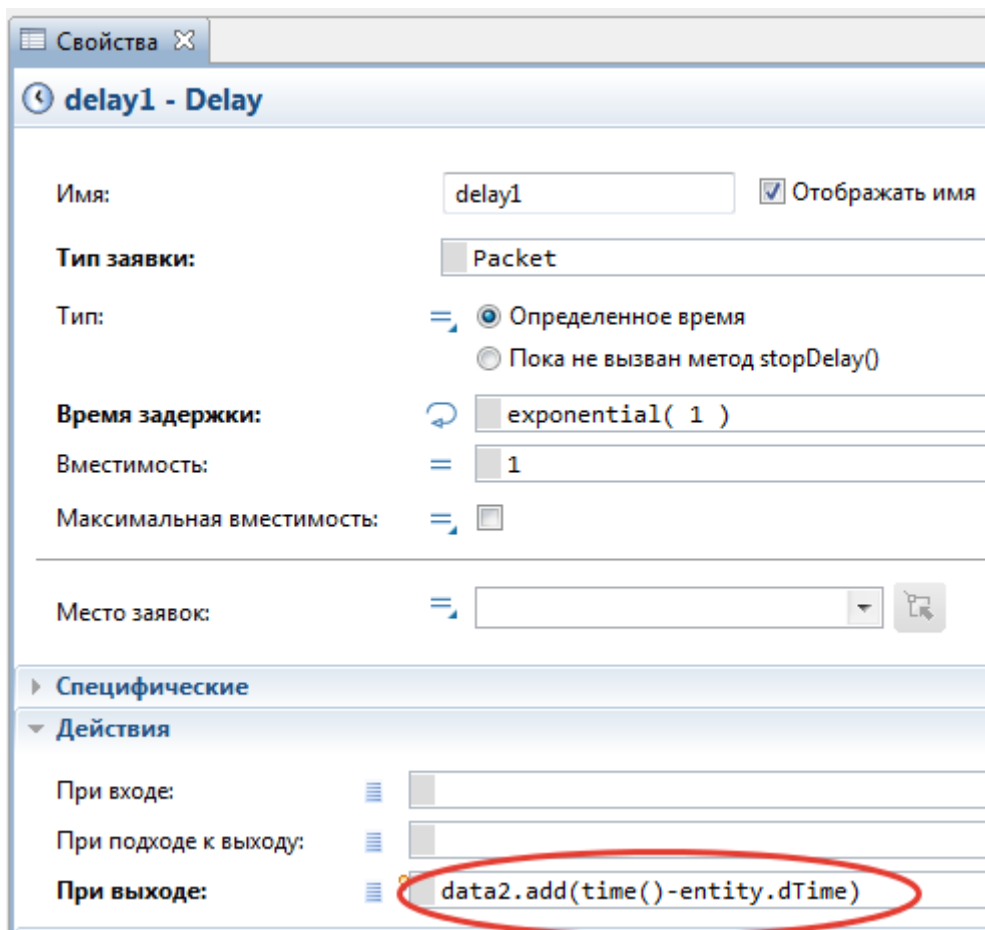 Свойства
delay1 - Delay
Имя: delay1 Отображать имя
Тип заявки: Packet
Тип: Определенное время
Пока не вызван метод stopDelay()
Время задержки: exponential( 1 )
Вместимость: 1
Максимальная вместимость:
Место заявок:
Специфические
Действия
При входе:
При подходе к выходу:
При выходе: data2.add(time()-entity.dTime)